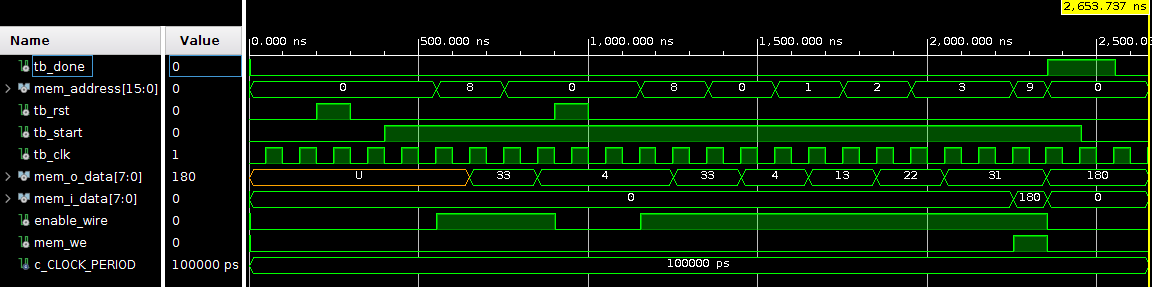 2,653.737 ns
Name Value 0.000 ns 500.000 ns 1,000.000 ns 1,500.000 ns 2,000.000 ns 2,500.0
tb_done 0
mem_address[15:0] 0 0 8 0 8 0 1 2 3 9 0
tb_rst 0
tb_start 0
tb_clk 1
mem_o_data[7:0] 180 U 33 4 33 4 13 22 31 180
mem_i_data[7:0] 0 0 180 0
enable_wire 0
mem_we 0
c_CLOCK_PERIOD 100000 ps 100000 ps